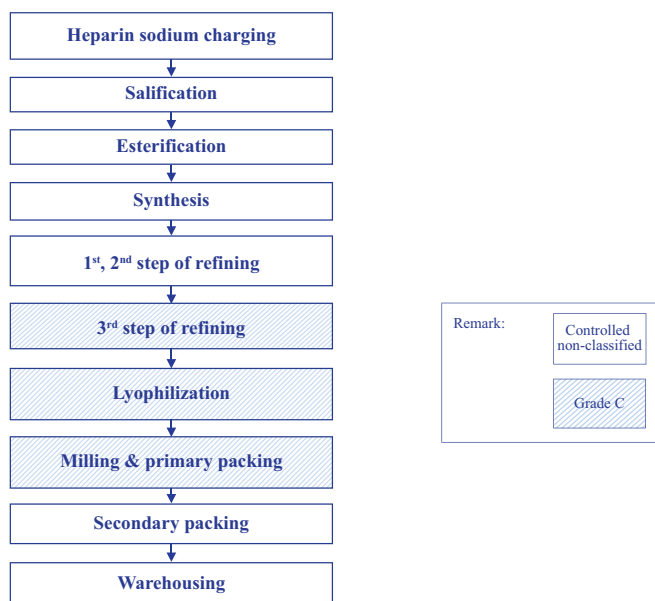 Heparin sodium charging
Salification
Esterification
Synthesis
1st, 2nd step of refining
3rd step of refining
Lyophilization
Milling & primary packing
Secondary packing
Warehousing
Remark:
Controlled
non-classified
Grade C